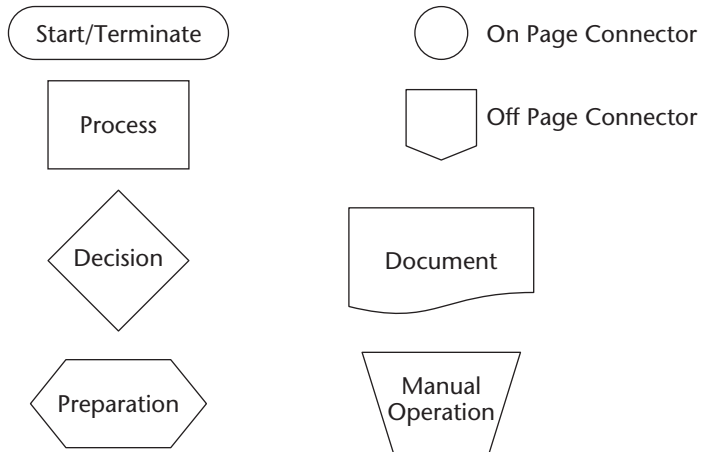 Start/Terminate
On Page Connector
Process
Off Page Connector
Decision
Document
Preparation
Manual
Operation